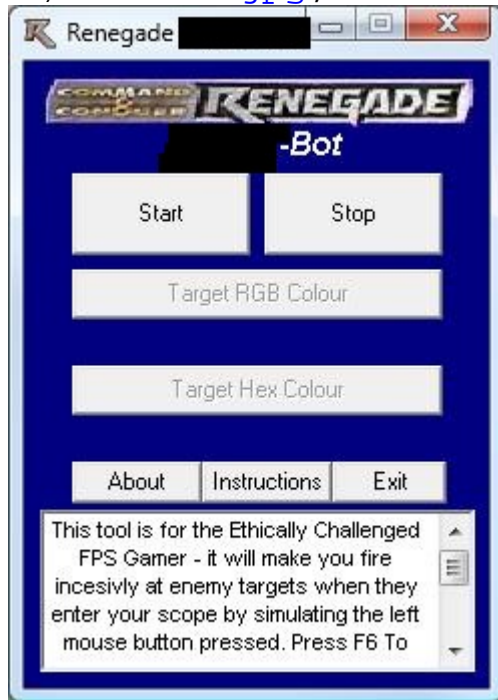 Renegade
COMMAND & CONQUER RENEGADE
-Bot
Start Stop
Target RGB Colour
Target Hex Colour
About Instructions Exit
This tool is for the Ethically Challenged
FPS Gamer - it will make you fire
incesivly at enemy targets when they
enter your scope by simulating the left
mouse button pressed. Press F6 To